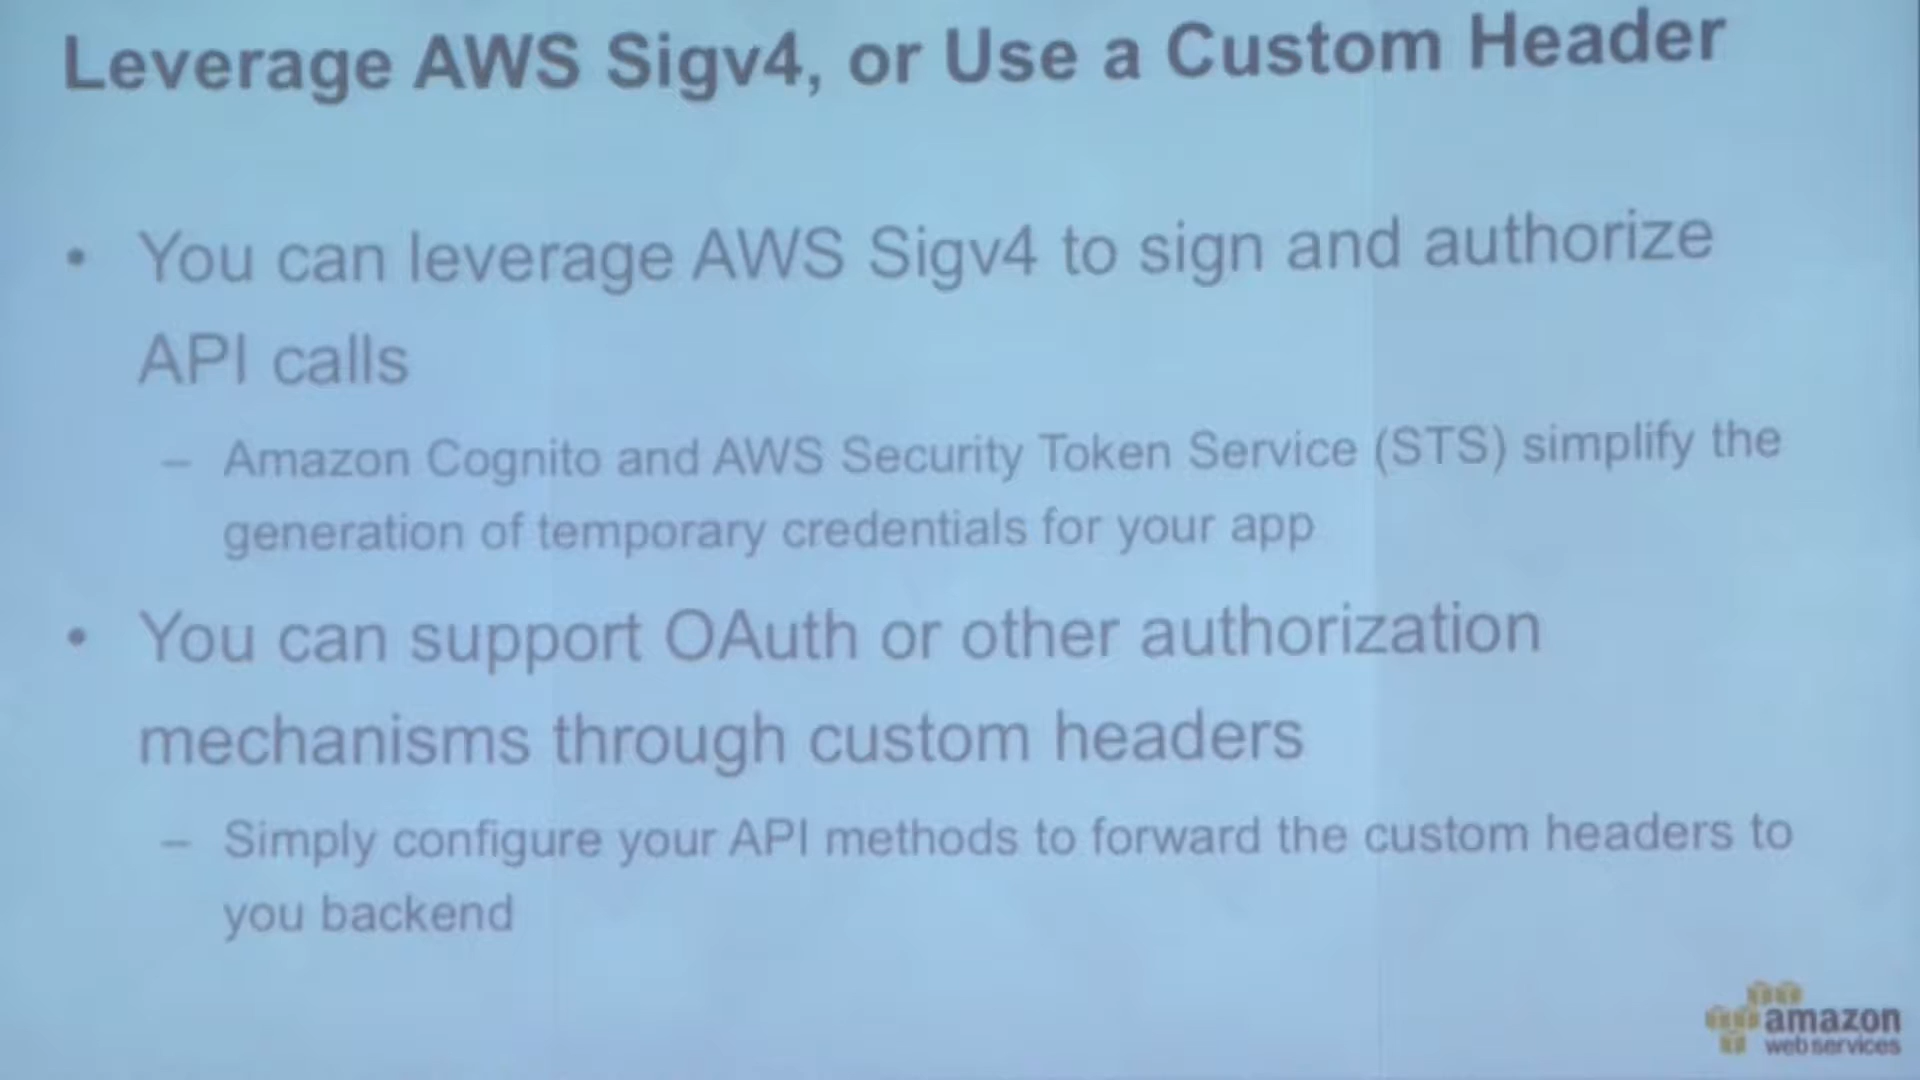 Leverage AWS Sigv4, or Use a Custom Header
• You can leverage AWS Sigv4 to sign and authorize
API calls
– Amazon Cognito and AWS Security Token Service (STS) simplify the
generation of temporary credentials for your app
• You can support OAuth or other authorization
mechanisms through custom headers
– Simply configure your API methods to forward the custom headers to
you backend
amazon
web services